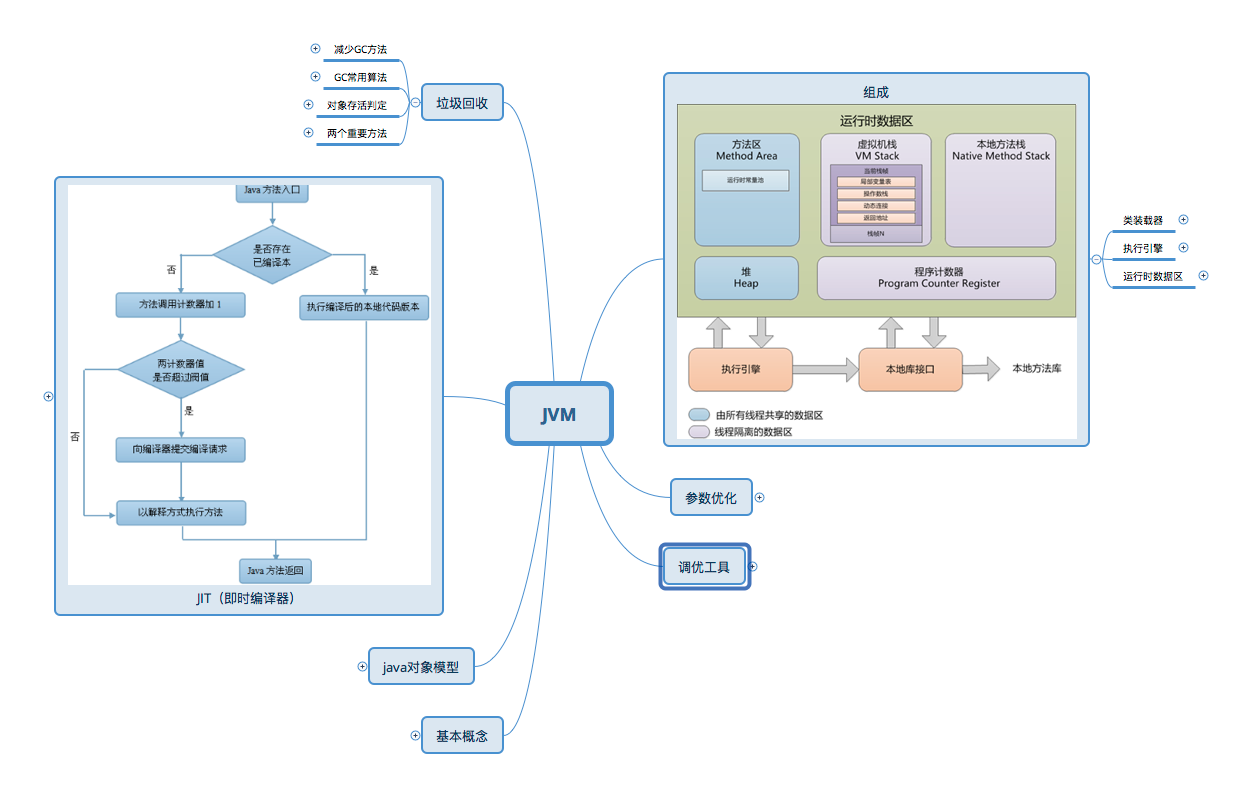 减少GC方法
GC常用算法
对象存活判定
两个重要方法
垃圾回收
Java 方法入口
是否存在
已编译本
否
是
方法调用计数器加 1
执行编译后的本地代码版本
两计数器值
是否超过阈值
是
否
向编译器提交编译请求
以解释方式执行方法
Java 方法返回
JIT（即时编译器）
java对象模型
基本概念
JVM
组成
运行时数据区
方法区
Method Area
运行时常量池
虚拟机栈
VM Stack
当前栈帧
局部变量表
操作数栈
动态连接
返回地址
栈帧N
本地方法栈
Native Method Stack
堆
Heap
程序计数器
Program Counter Register
执行引擎
本地库接口
本地方法库
由所有线程共享的数据区
线程隔离的数据区
类装载器
执行引擎
运行时数据区
参数优化
调优工具